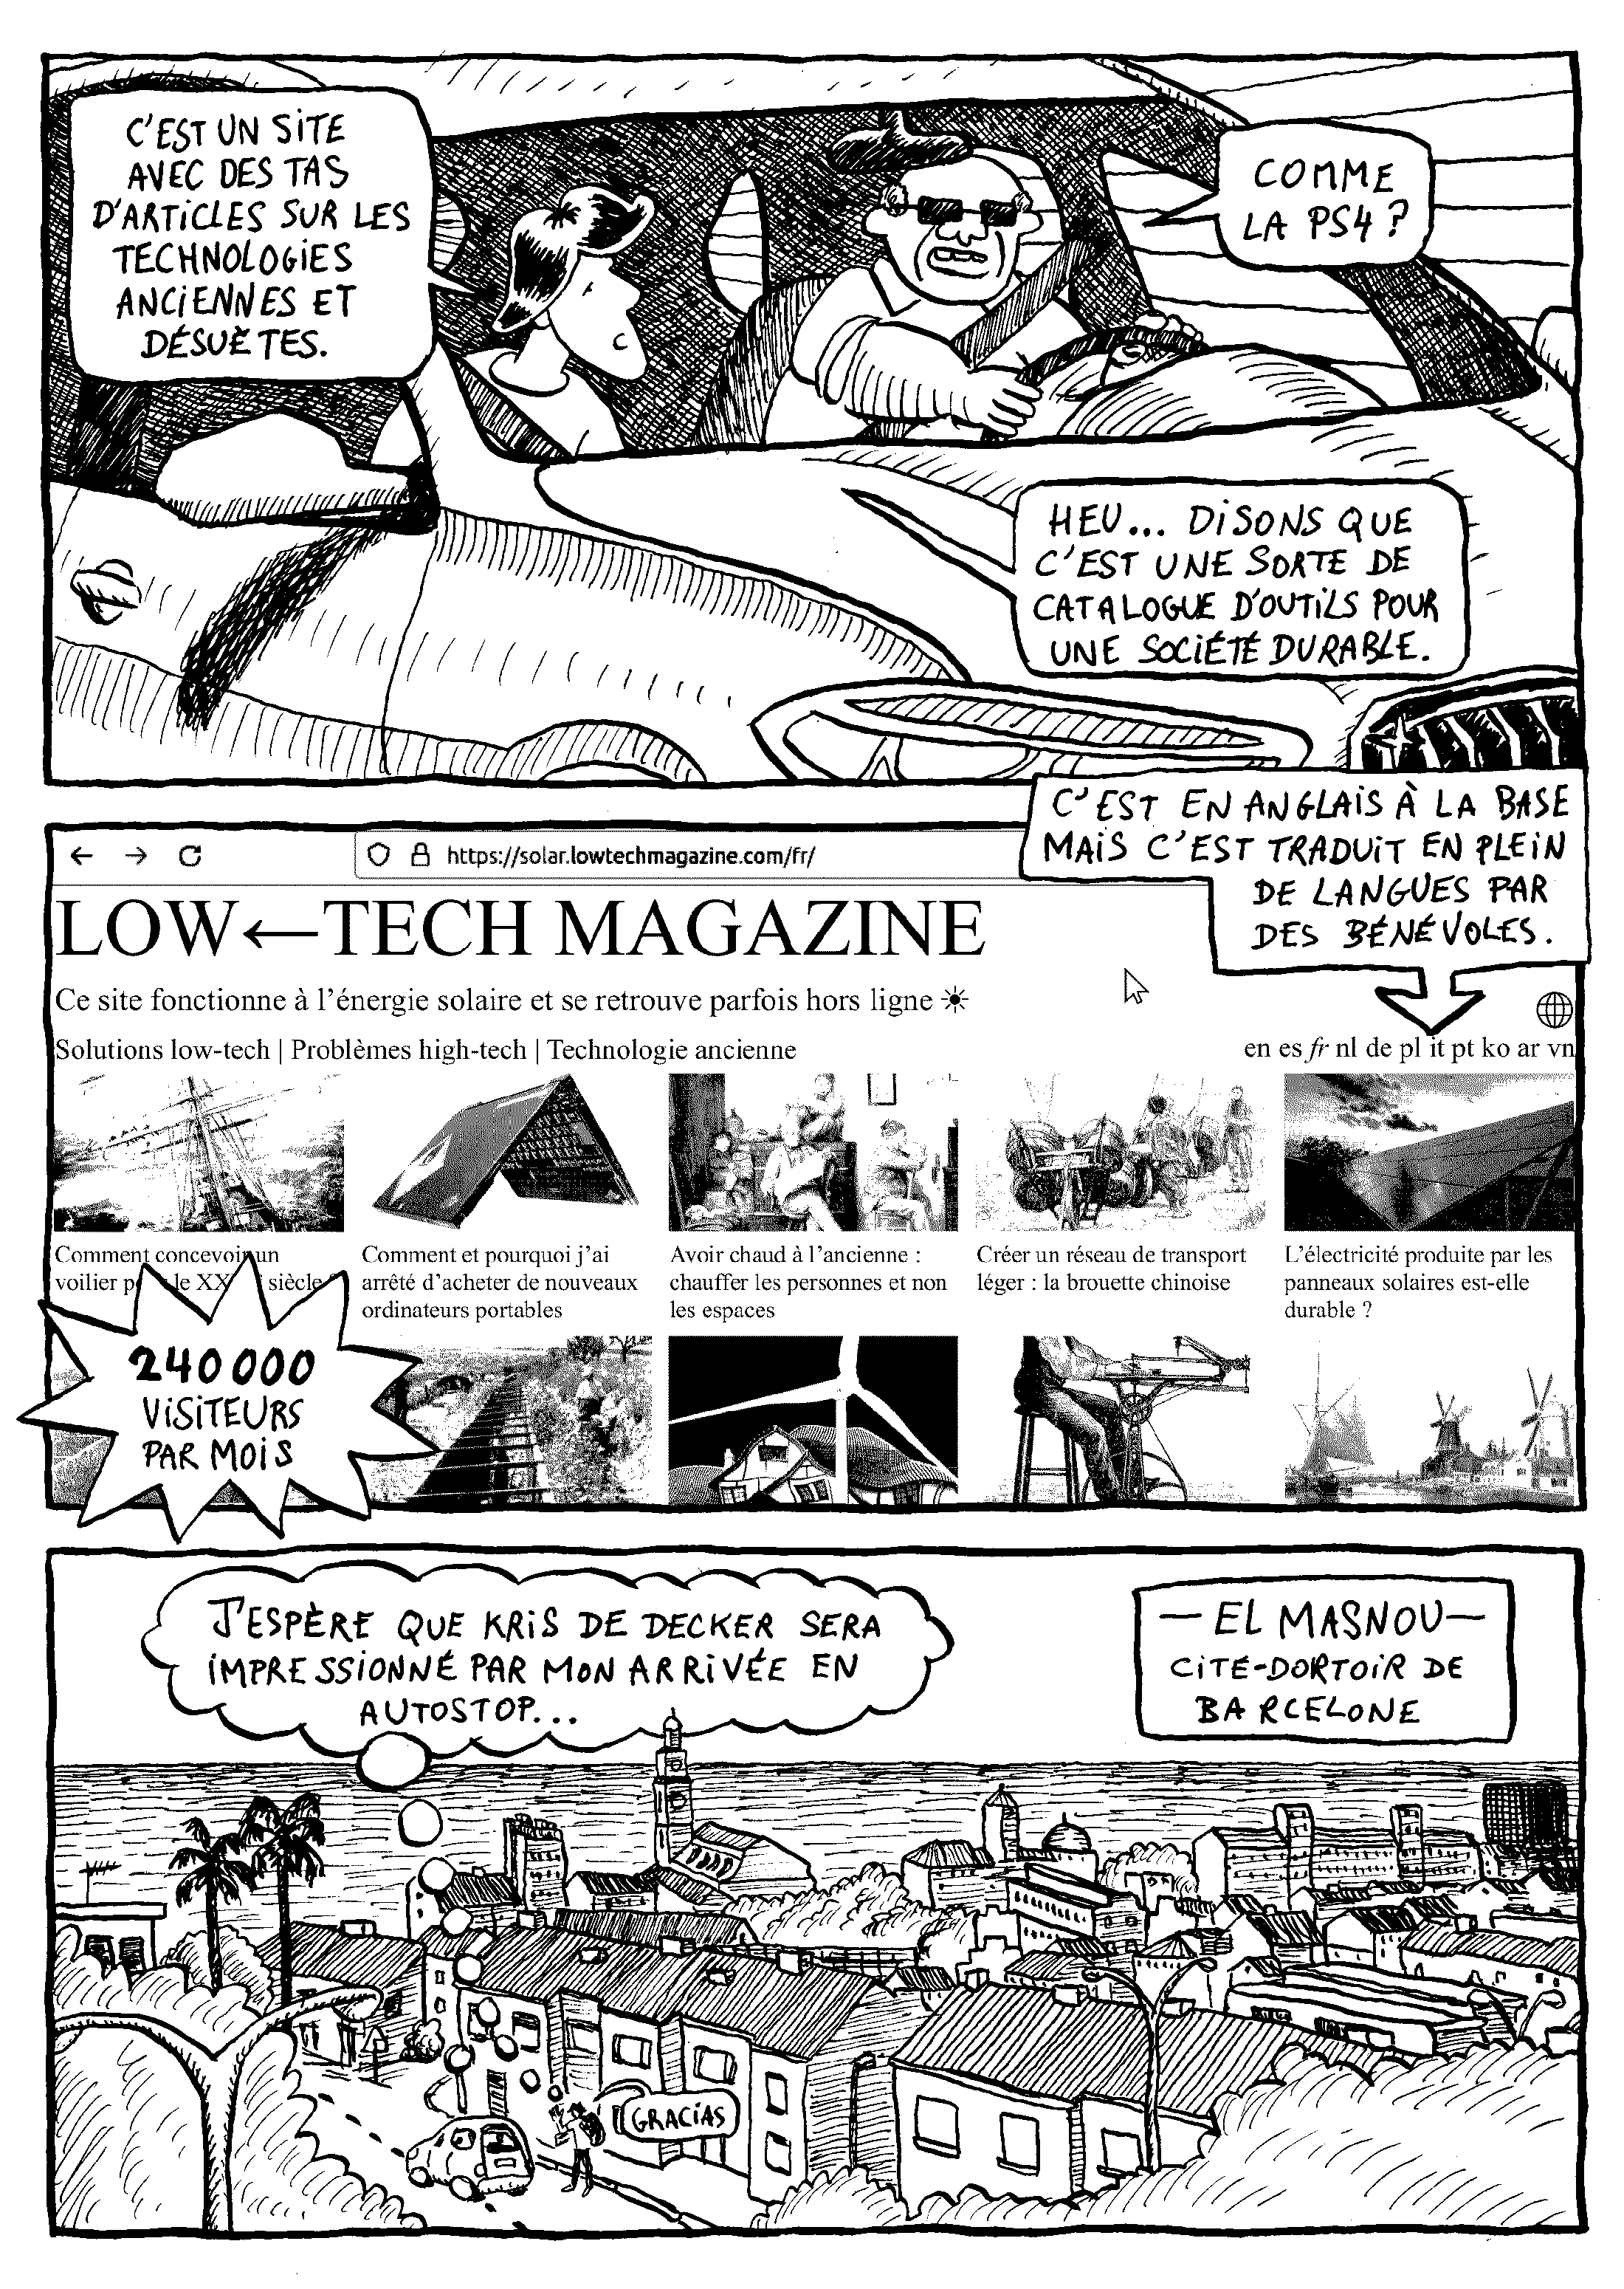 C'EST UN SITE
AVEC DES TAS
D'ARTICLES SUR LES
TECHNOLOGIES
ANCIENNES ET
DÉSUÈTES.
COMME
LA PS4 ?
HEU... DISONS QUE
C'EST UNE SORTE DE
CATALOGUE D'OUTILS POUR
UNE SOCIÉTÉ DURABLE.
C'EST EN ANGLAIS À LA BASE
MAIS C'EST TRADUIT EN PLEIN
DE LANGUES PAR
DES BÉNÉVOLES.
https://solar.lowtechmagazine.com/fr/
LOW←TECH MAGAZINE
Ce site fonctionne à l'énergie solaire et se retrouve parfois hors ligne ☀
Solutions low-tech | Problèmes high-tech | Technologie ancienne
en es fr nl de pl it pt ko ar vn
Comment concevoir un
voilier le siècle
Comment et pourquoi j'ai
arrêté d'acheter de nouveaux
ordinateurs portables
Avoir chaud à l'ancienne :
chauffer les personnes et non
les espaces
Créer un réseau de transport
léger : la brouette chinoise
L'électricité produite par les
panneaux solaires est-elle
durable ?
240 000
VISITEURS
PAR MOIS
J'ESPÈRE QUE KRIS DE DECKER SERA
IMPRESSIONNÉ PAR MON ARRIVÉE EN
AUTOSTOP...
— EL MASNOU —
CITÉ-DORTOIR DE
BARCELONE
GRACIAS